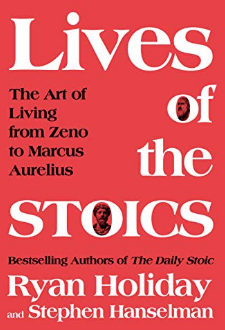 Lives
The Art of
Living
from Zeno
to Marcus
Aurelius
of
the
STOICS
Bestselling Authors of The Daily Stoic
Ryan Holiday
and Stephen Hanselman